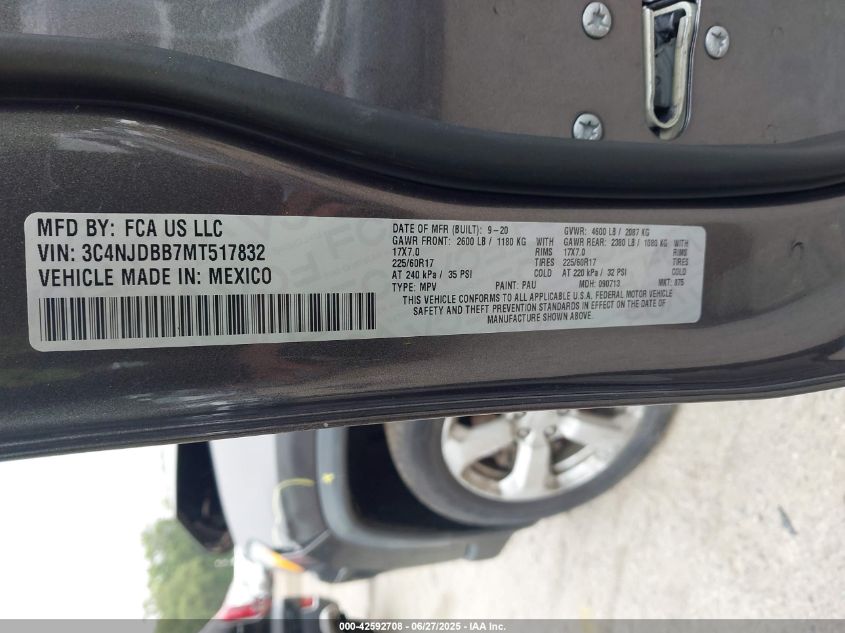 MFD BY: FCA US LLC
VIN: 3C4NJDBB7MT517832
VEHICLE MADE IN: MEXICO
DATE OF MFR (BUILT): 9-20
GVWR: 4600 LB / 2087 KG
GAWR FRONT: 2600 LB / 1180 KG
GAWR REAR: 2380 LB / 1080 KG
17X7.0 RIMS 17X7.0 RIMS
225/60R17 TIRES 225/60R17 TIRES
AT 240 kPa / 35 PSI COLD AT 220 kPa / 32 PSI COLD
TYPE: MPV PAINT: PAU MDH: 090713 MKT: 875
THIS VEHICLE CONFORMS TO ALL APPLICABLE U.S.A. FEDERAL MOTOR VEHICLE
SAFETY AND THEFT PREVENTION STANDARDS IN EFFECT ON THE DATE OF
MANUFACTURE SHOWN ABOVE.
000-42592708 - 06/27/2025 - IAA Inc.